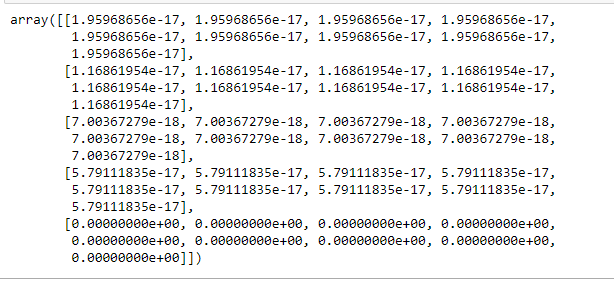 array([[1.95968656e-17, 1.95968656e-17, 1.95968656e-17, 1.95968656e-17,
1.95968656e-17, 1.95968656e-17, 1.95968656e-17, 1.95968656e-17,
1.95968656e-17],
[1.16861954e-17, 1.16861954e-17, 1.16861954e-17, 1.16861954e-17,
1.16861954e-17, 1.16861954e-17, 1.16861954e-17, 1.16861954e-17,
1.16861954e-17],
[7.00367279e-18, 7.00367279e-18, 7.00367279e-18, 7.00367279e-18,
7.00367279e-18, 7.00367279e-18, 7.00367279e-18, 7.00367279e-18,
7.00367279e-18],
[5.79111835e-17, 5.79111835e-17, 5.79111835e-17, 5.79111835e-17,
5.79111835e-17, 5.79111835e-17, 5.79111835e-17, 5.79111835e-17,
5.79111835e-17],
[0.00000000e+00, 0.00000000e+00, 0.00000000e+00, 0.00000000e+00,
0.00000000e+00, 0.00000000e+00, 0.00000000e+00, 0.00000000e+00,
0.00000000e+00]])